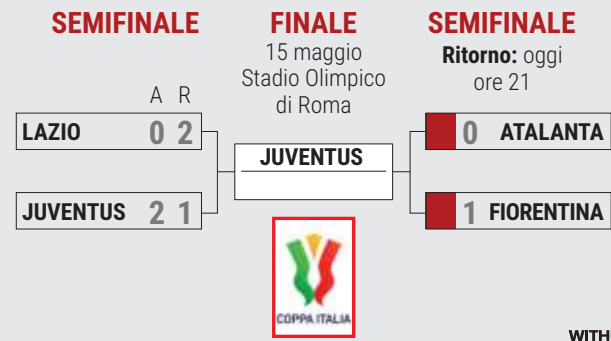 SEMIFINALE
A R
LAZIO 0 2
JUVENTUS 2 1
FINALE
15 maggio
Stadio Olimpico
di Roma
JUVENTUS
COPPA ITALIA
SEMIFINALE
Ritorno: oggi
ore 21
0 ATALANTA
1 FIORENTINA
WITH